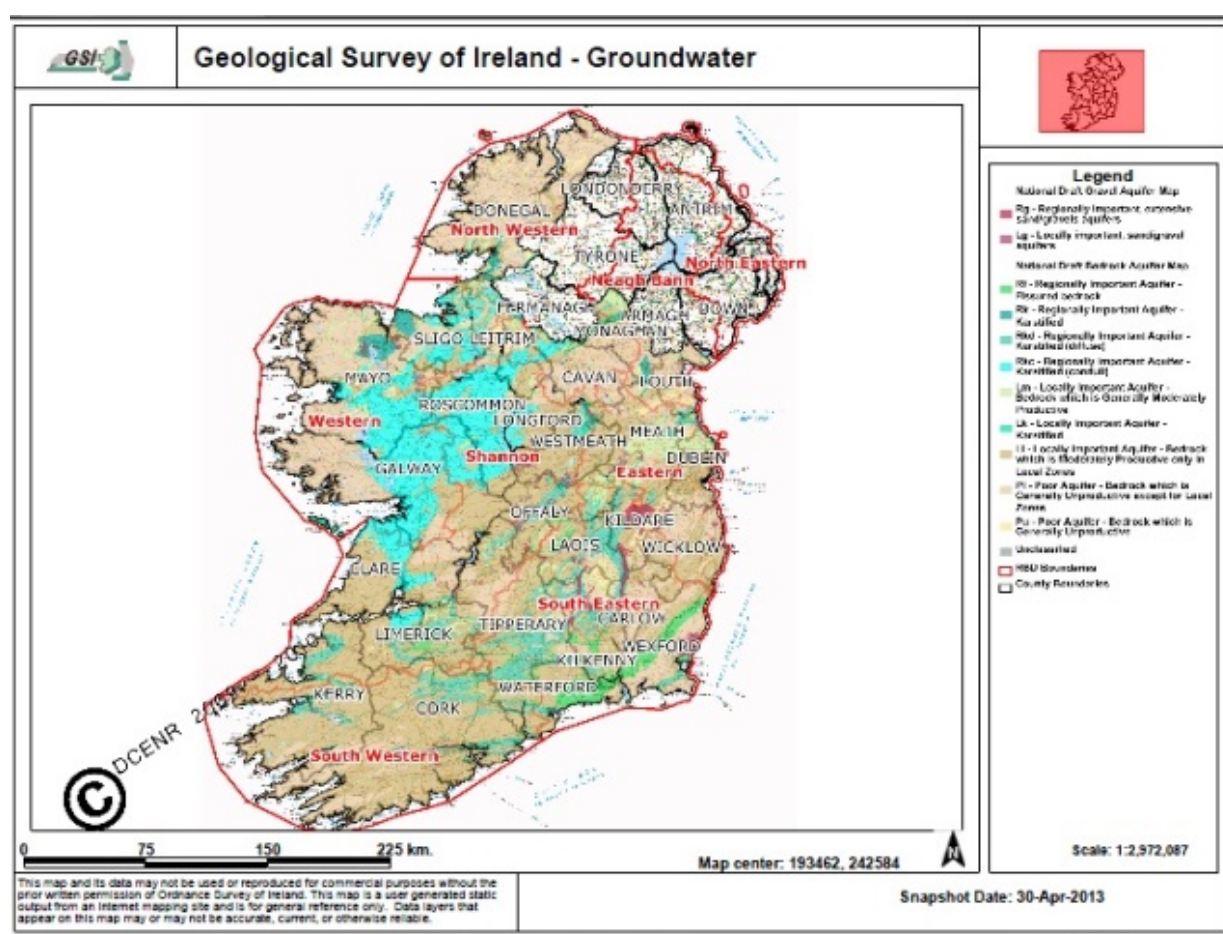 GSI
Geological Survey of Ireland - Groundwater
LONDONDERRY
DONEGAL
ANTRIM
North Western
TYRONE
North Eastern
Neagh Bann
FERMANAG
ARMAGH
DOWN
MONAGHAN
SLIGO
LEITRIM
CAVAN
LOUTH
MAYO
ROSCOMMON
LONGFORD
Western
MEATH
WESTMEATH
Shannon
DUBLIN
GALWAY
Eastern
OFFALY
KILDARE
LAOIS
WICKLOW
CLARE
South Eastern
TIPPERARY
CARLOW
LIMERICK
WEXFORD
KILKENNY
WATERFORD
KERRY
CORK
South Western
DCENR
©
0 75 150 225 km.
Map center: 193462, 242584
N
Legend
National Draft Gravel Aquifer Map
Rg - Regionally Important, extensive
sand/gravels aquifers
Lg - Locally important, sand/gravel
aquifers
National Draft Bedrock Aquifer Map
Rf - Regionally Important Aquifer -
Fissured bedrock
Rk - Regionally Important Aquifer -
Karstified
Rkd - Regionally Important Aquifer -
Karstified (diffuse)
Rkc - Regionally Important Aquifer -
Karstified (conduit)
Lm - Locally Important Aquifer -
Bedrock which is Generally Moderately
Productive
Lk - Locally Important Aquifer -
Karstified
Ll - Locally Important Aquifer - Bedrock
which is Moderately Productive only in
Local Zones
Pl - Poor Aquifer - Bedrock which is
Generally Unproductive except for Local
Zones
Pu - Poor Aquifer - Bedrock which is
Generally Unproductive
Unclassified
RBD Boundaries
County Boundaries
Scale: 1:2,972,087
This map and its data may not be used or reproduced for commercial purposes without the
prior written permission of Ordnance Survey of Ireland. This map is a user generated static
output from an Internet mapping site and is for general reference only. Data layers that
appear on this map may or may not be accurate, current, or otherwise reliable.
Snapshot Date: 30-Apr-2013